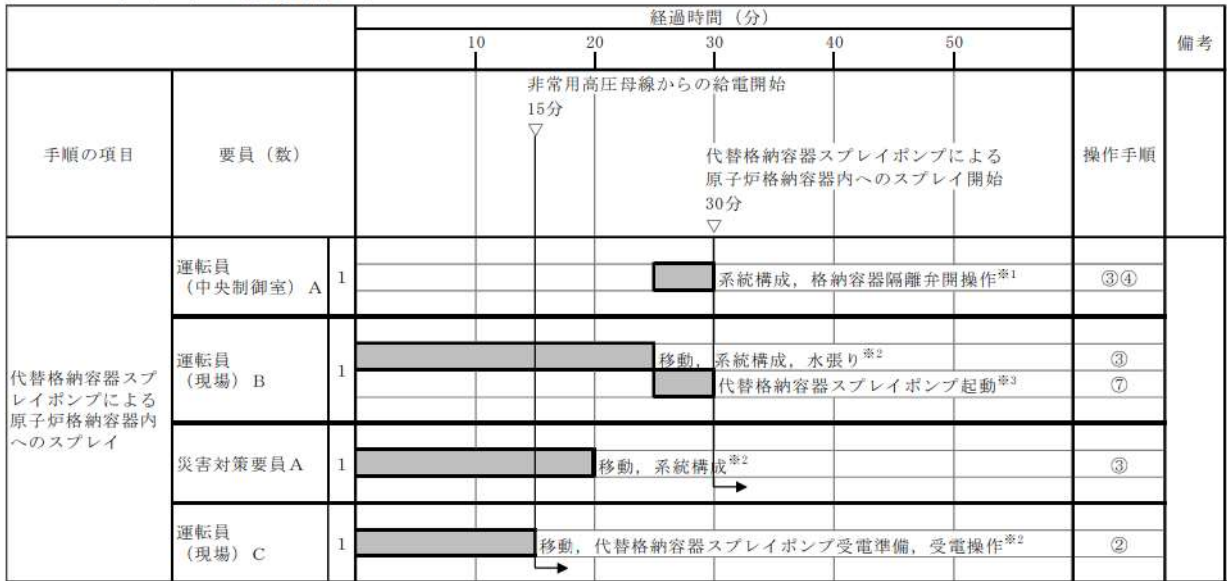 経過時間（分）
備考
10 20 30 40 50
手順の項目
要員（数）
非常用高圧母線からの給電開始
15分
▽
代替格納容器スプレイポンプによる
原子炉格納容器内へのスプレイ開始
30分
▽
操作手順
代替格納容器スプ
レイポンプによる
原子炉格納容器内
へのスプレイ
運転員
（中央制御室）A
1
系統構成，格納容器隔離弁開操作※1
③④
運転員
（現場）B
1
移動，系統構成，水張り※2
③
代替格納容器スプレイポンプ起動※3
⑦
災害対策要員A
1
移動，系統構成※2
③
運転員
（現場）C
1
移動，代替格納容器スプレイポンプ受電準備，受電操作※2
②